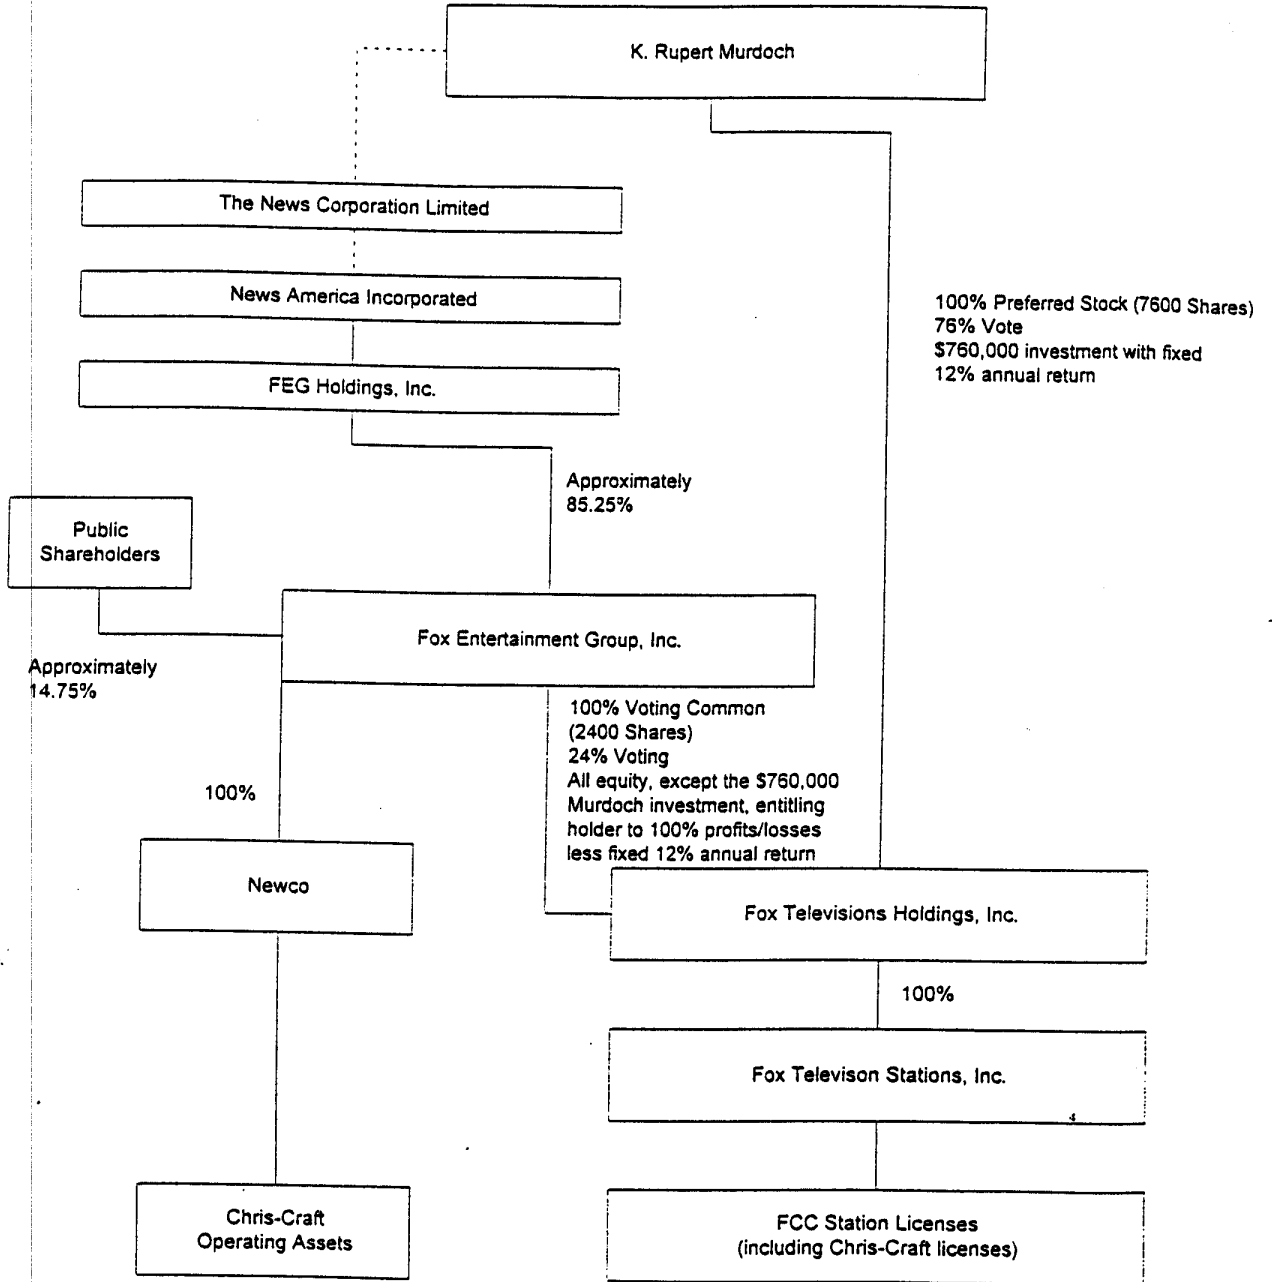 K. Rupert Murdoch
The News Corporation Limited
News America Incorporated
100% Preferred Stock (7600 Shares)
76% Vote
$760,000 investment with fixed
12% annual return
FEG Holdings, Inc.
Approximately
85.25%
Public
Shareholders
Fox Entertainment Group, Inc.
Approximately
14.75%
100% Voting Common
(2400 Shares)
24% Voting
All equity, except the $760,000
Murdoch investment, entitling
holder to 100% profits/losses
less fixed 12% annual return
100%
Newco
Fox Televisions Holdings, Inc.
100%
Fox Televison Stations, Inc.
Chris-Craft
Operating Assets
FCC Station Licenses
(including Chris-Craft licenses)